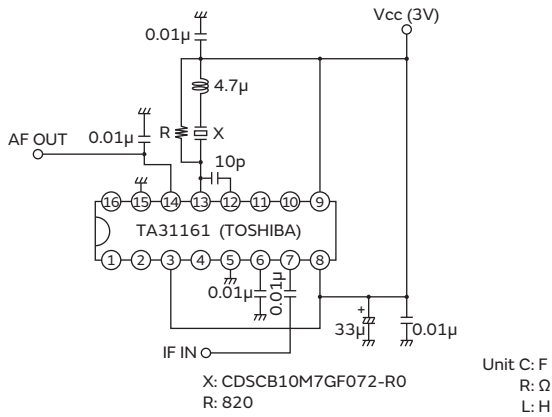 Vcc (3V)
0.01μ
4.7μ
0.01μ
R
X
AF OUT
10p
16 15 14 13 12 11 10 9
TA31161 (TOSHIBA)
1 2 3 4 5 6 7 8
0.01μ
0.01μ
+
33μ
0.01μ
IF IN
X: CDSCB10M7GF072-R0
R: 820
Unit C: F
R: Ω
L: H